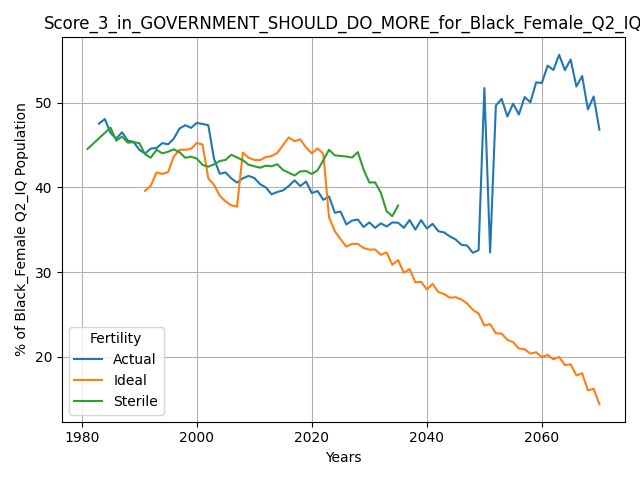 Score_3_in_GOVERNMENT_SHOULD_DO_MORE_for_Black_Female_Q2_IQ
% of Black_Female Q2_IQ Population
50
40
30
20
Fertility
Actual
Ideal
Sterile
1980
2000
2020
2040
2060
Years